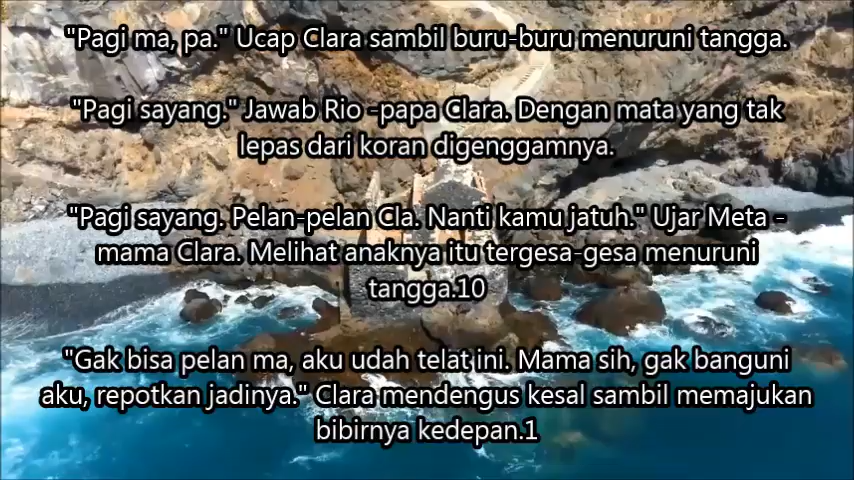 "Pagi ma, pa." Ucap Clara sambil buru-buru menuruni tangga.
"Pagi sayang." Jawab Rio -papa Clara. Dengan mata yang tak
lepas dari koran digenggamnya.
"Pagi sayang. Pelan-pelan Cla. Nanti kamu jatuh." Ujar Meta -
mama Clara. Melihat anaknya itu tergesa-gesa menuruni
tangga.10
"Gak bisa pelan ma, aku udah telat ini. Mama sih, gak banguni
aku, repotkan jadinya." Clara mendengus kesal sambil memajukan
bibirnya kedepan.1